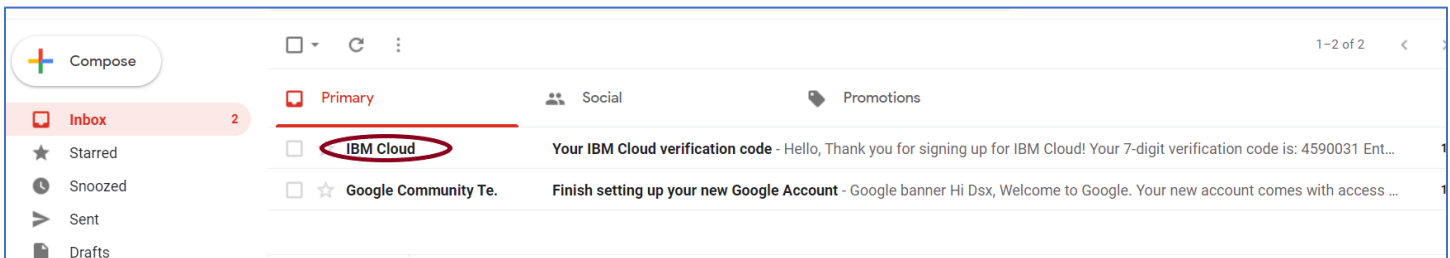 1–2 of 2
Compose
Primary
Social
Promotions
Inbox 2
IBM Cloud Your IBM Cloud verification code - Hello, Thank you for signing up for IBM Cloud! Your 7-digit verification code is: 4590031 Ent...
Starred
Snoozed
Google Community Te. Finish setting up your new Google Account - Google banner Hi Dsx, Welcome to Google. Your new account comes with access ...
Sent
Drafts